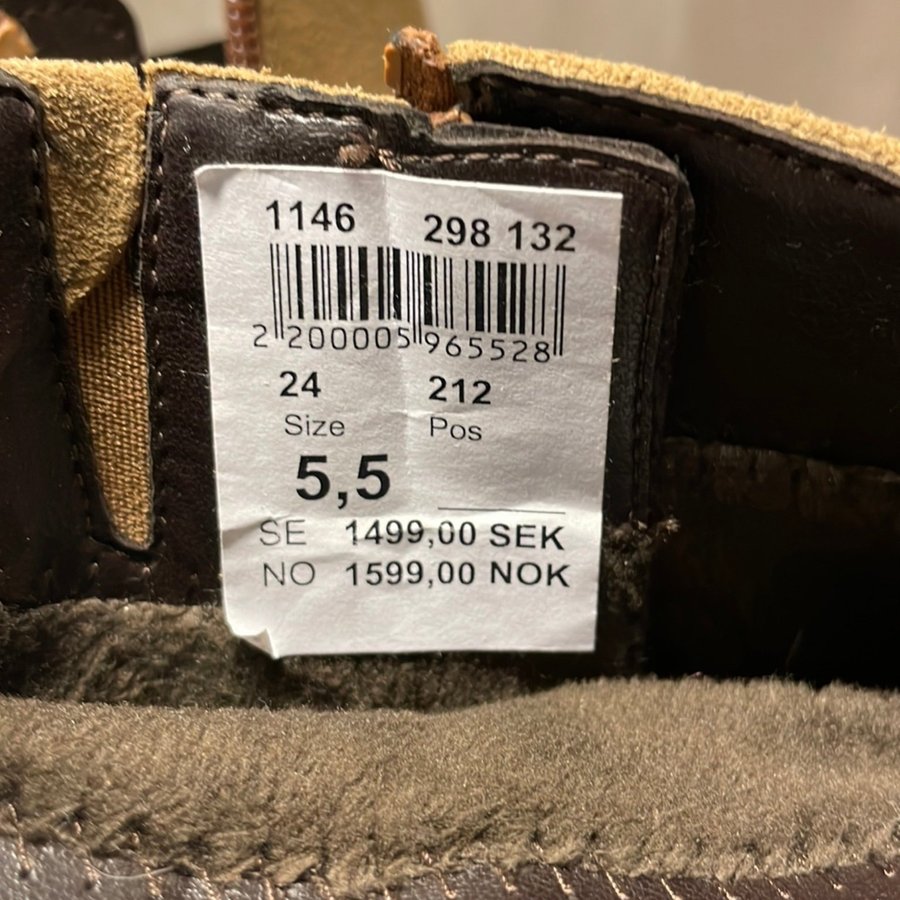 1146 298 132
2 200005 965528
24 212
Size Pos
5,5
SE 1499,00 SEK
NO 1599,00 NOK